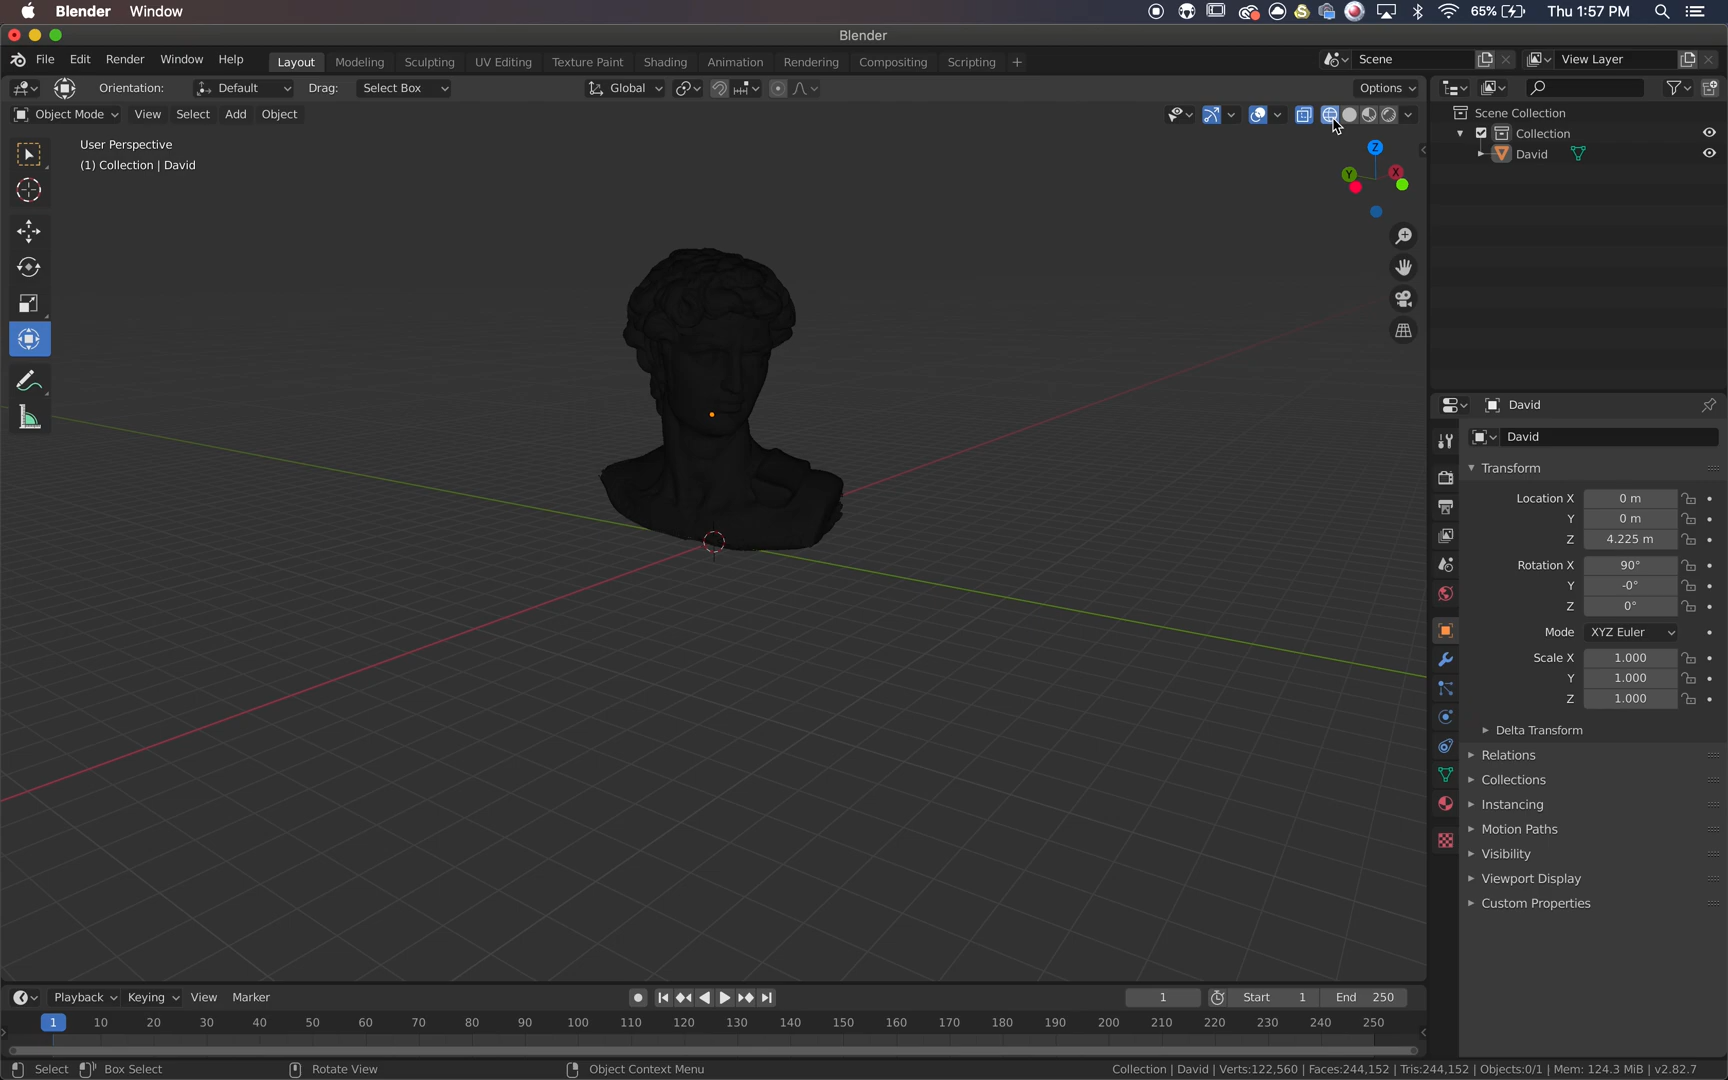 Blender Window
65% Thu 1:57 PM
Blender
File Edit Render Window Help Layout Modeling Sculpting UV Editing Texture Paint Shading Animation Rendering Compositing Scripting + Scene View Layer
Orientation: Default Drag: Select Box Global Options
Object Mode View Select Add Object
User Perspective
(1) Collection | David
Z
Y X
Scene Collection
Collection
David
David
David
Transform
Location X 0 m
Y 0 m
Z 4.225 m
Rotation X 90°
Y -0°
Z 0°
Mode XYZ Euler
Scale X 1.000
Y 1.000
Z 1.000
Delta Transform
Relations
Collections
Instancing
Motion Paths
Visibility
Viewport Display
Custom Properties
Playback Keying View Marker 1 Start 1 End 250
1 10 20 30 40 50 60 70 80 90 100 110 120 130 140 150 160 170 180 190 200 210 220 230 240 250
Select Box Select Rotate View Object Context Menu Collection | David | Verts:122,560 | Faces:244,152 | Tris:244,152 | Objects:0/1 | Mem: 124.3 MiB | v2.82.7